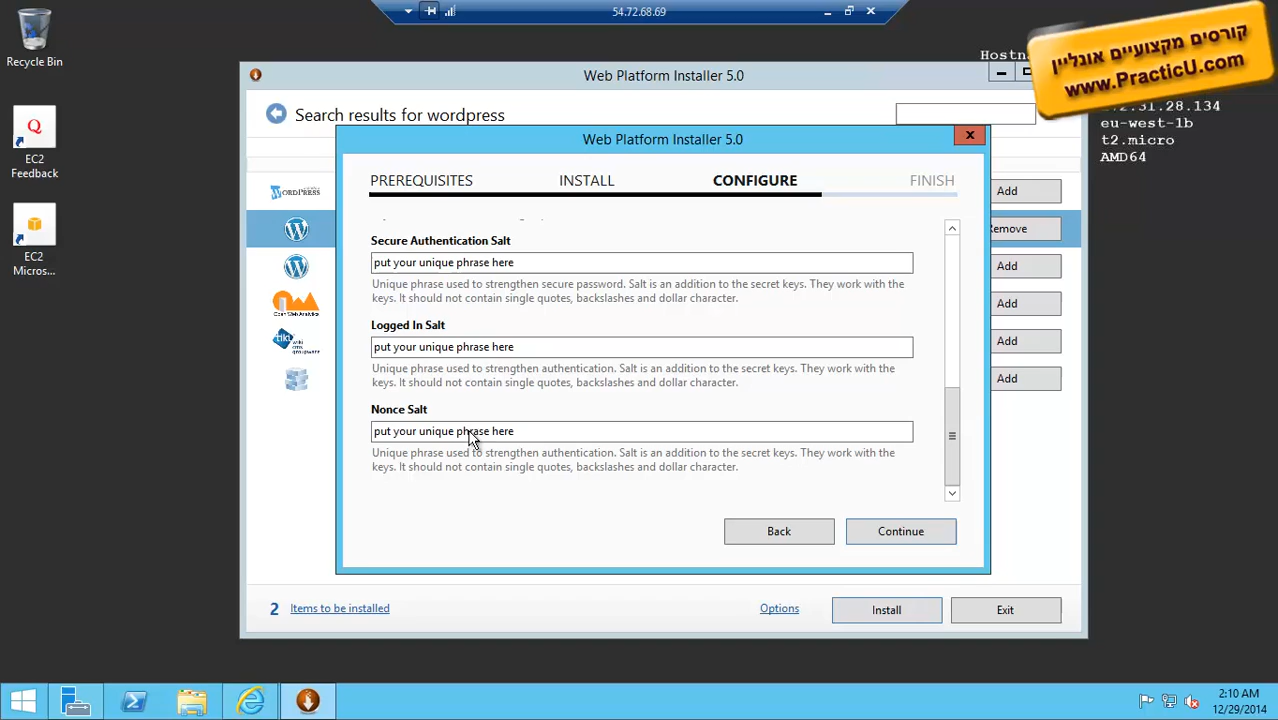 54.72.68.69
קורסים מקצועיים אונליין
www.PracticU.com
Recycle Bin
EC2
Feedback
EC2
Micros...
Web Platform Installer 5.0
Search results for wordpress
.2.31.28.134
eu-west-1b
t2.micro
AMD64
Web Platform Installer 5.0
PREREQUISITES
INSTALL
CONFIGURE
FINISH
WORDPRESS
Add
Remove
Add
Add
Add
Add
Secure Authentication Salt
put your unique phrase here
Unique phrase used to strengthen secure password. Salt is an addition to the secret keys. They work with the
keys. It should not contain single quotes, backslashes and dollar character.
Logged In Salt
put your unique phrase here
Unique phrase used to strengthen authentication. Salt is an addition to the secret keys. They work with the
keys. It should not contain single quotes, backslashes and dollar character.
Nonce Salt
put your unique phrase here
Unique phrase used to strengthen authentication. Salt is an addition to the secret keys. They work with the
keys. It should not contain single quotes, backslashes and dollar character.
Back
Continue
2
Items to be installed
Options
Install
Exit
2:10 AM
12/29/2014